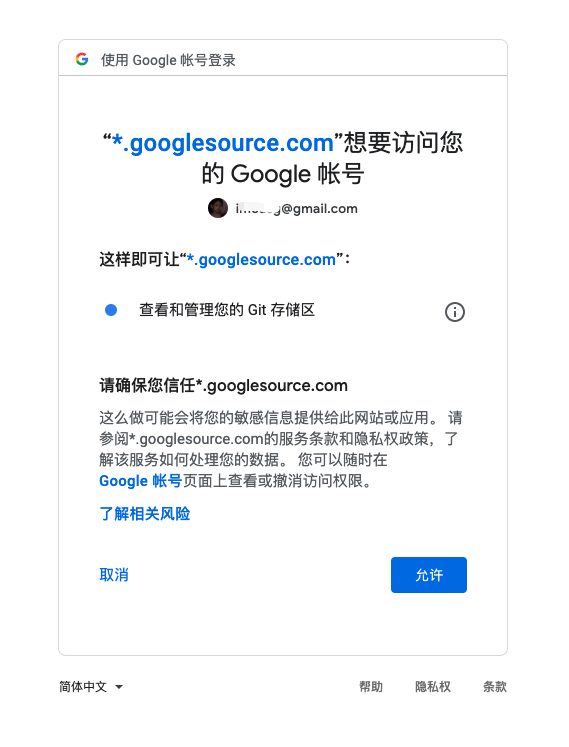 使用 Google 帐号登录
“*.googlesource.com”想要访问您
的 Google 帐号
@gmail.com
这样即可让“*.googlesource.com”：
查看和管理您的 Git 存储区
请确保您信任*.googlesource.com
这么做可能会将您的敏感信息提供给此网站或应用。 请
参阅*.googlesource.com的服务条款和隐私权政策，了
解该服务如何处理您的数据。 您可以随时在
Google 帐号页面上查看或撤消访问权限。
了解相关风险
取消
允许
简体中文
帮助
隐私权
条款